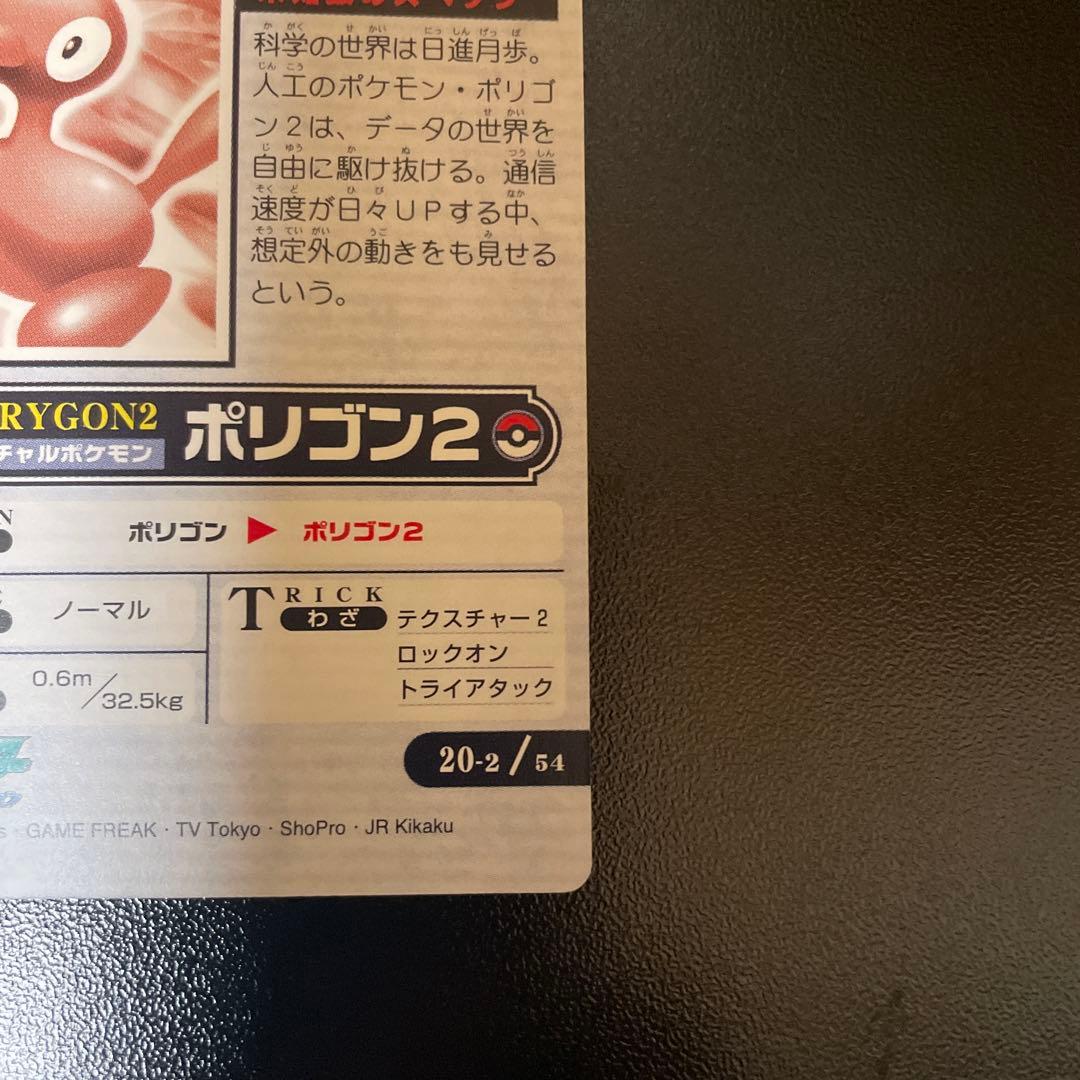 科学の世界は日進月歩。
人工のポケモン・ポリゴ
ン2は、データの世界を
自由に駆け抜ける。通信
速度が日々UPする中、
想定外の動きをも見せる
という。
RYGON2
チャルポケモン
ポリゴン2
N
ポリゴン ▶ ポリゴン2
ノーマル
TRICK
わざ
テクスチャー2
ロックオン
トライアタック
0.6m/32.5kg
20-2/54
s・GAME FREAK・TV Tokyo・ShoPro・JR Kikaku